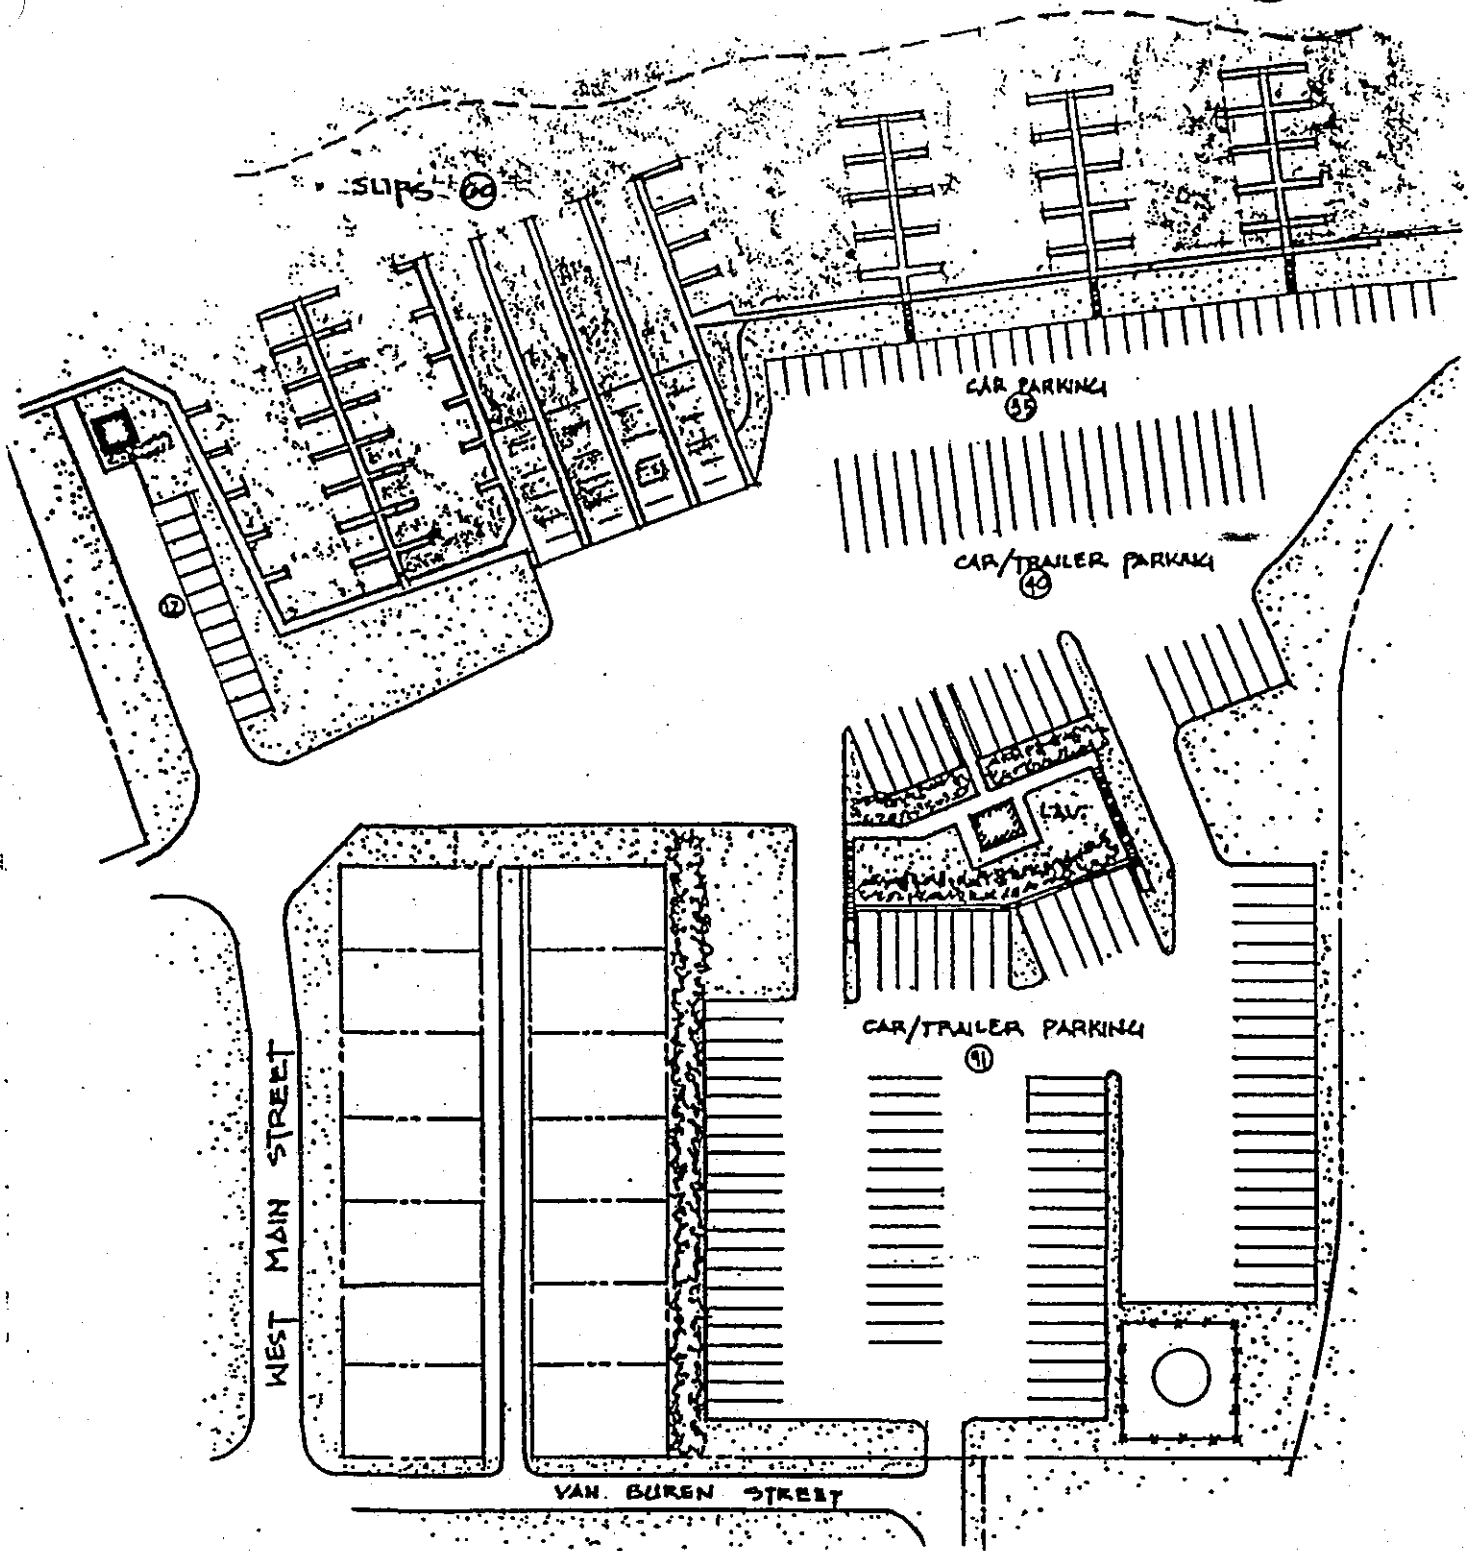 SLIPS 60
CAR PARKING
35
CAR/TRAILER PARKING
40
12
LAV.
CAR/TRAILER PARKING
91
WEST MAIN STREET
VAN BUREN STREET